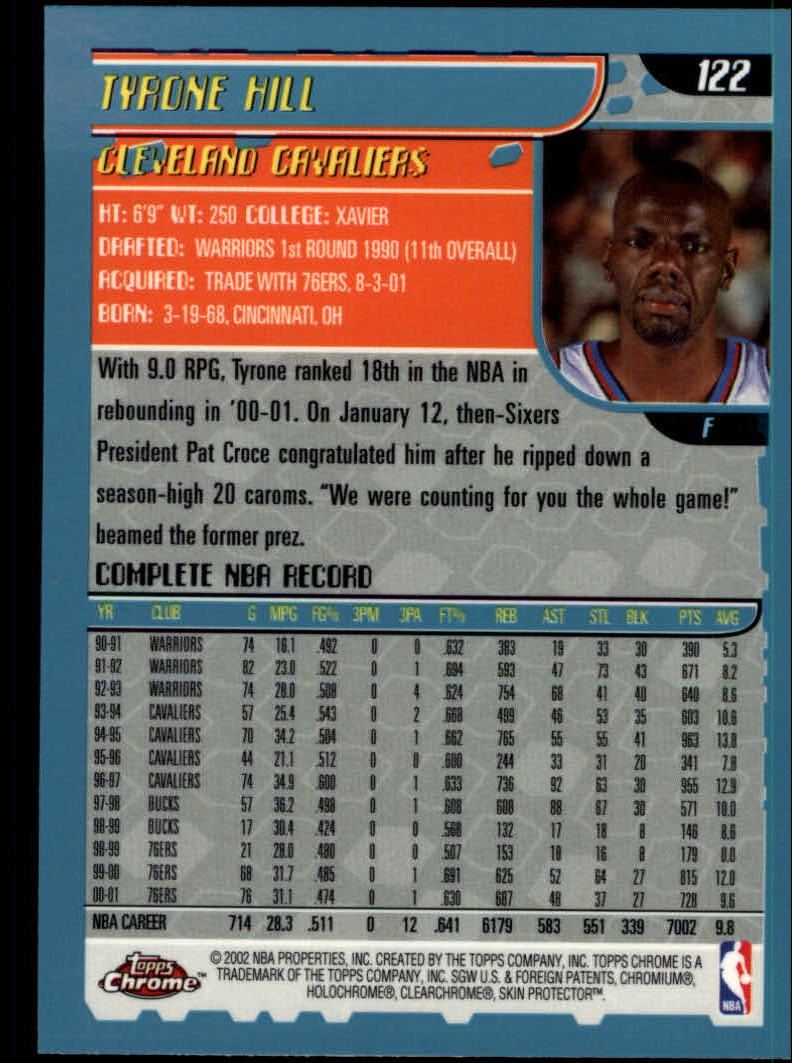 122
TYRONE HILL
CLEVELAND CAVALIERS
HT: 6'9" WT: 250 COLLEGE: XAVIER
DRAFTED: WARRIORS 1st ROUND 1990 (11th OVERALL)
ACQUIRED: TRADE WITH 76ERS, 8-3-01
BORN: 3-19-68, CINCINNATI, OH
F
With 9.0 RPG, Tyrone ranked 18th in the NBA in
rebounding in '00-01. On January 12, then-Sixers
President Pat Croce congratulated him after he ripped down a
season-high 20 caroms. "We were counting for you the whole game!"
beamed the former prez.
COMPLETE NBA RECORD
YR CLUB G MPG FG% 3PM 3PA FT% REB AST STL BLK PTS AVG
90-91 WARRIORS 74 16.1 .492 0 0 .632 383 19 33 30 390 5.3
91-92 WARRIORS 82 23.0 .522 0 1 .694 593 47 73 43 671 8.2
92-93 WARRIORS 74 28.0 .508 0 4 .624 754 68 41 40 640 8.6
93-94 CAVALIERS 57 25.4 .543 0 2 .668 499 46 53 35 603 10.6
94-95 CAVALIERS 70 34.2 .504 0 1 .662 765 55 55 41 963 13.8
95-96 CAVALIERS 44 21.1 .512 0 0 .600 244 33 31 20 341 7.8
96-97 CAVALIERS 74 34.9 .600 0 1 .633 736 92 63 30 955 12.9
97-98 BUCKS 57 36.2 .498 0 1 .608 608 88 67 30 571 10.0
98-99 BUCKS 17 30.4 .424 0 0 .568 132 17 18 8 146 8.6
98-99 76ERS 21 28.0 .480 0 0 .507 153 18 16 8 179
99-00 76ERS 68 31.7 .485 0 1 .691 625 52 64 27 815 12.0
00-01 76ERS 76 31.1 .474 0 1 .630 687 48 37 27 728 9.6
NBA CAREER 714 28.3 .511 0 12 .641 6179 583 551 339 7002 9.8
topps Chrome™
© 2002 NBA PROPERTIES, INC. CREATED BY THE TOPPS COMPANY, INC. TOPPS CHROME IS A
TRADEMARK OF THE TOPPS COMPANY, INC. SGW U.S. & FOREIGN PATENTS, CHROMIUM®,
HOLOCHROME®, CLEARCHROME®, SKIN PROTECTOR™.
NBA